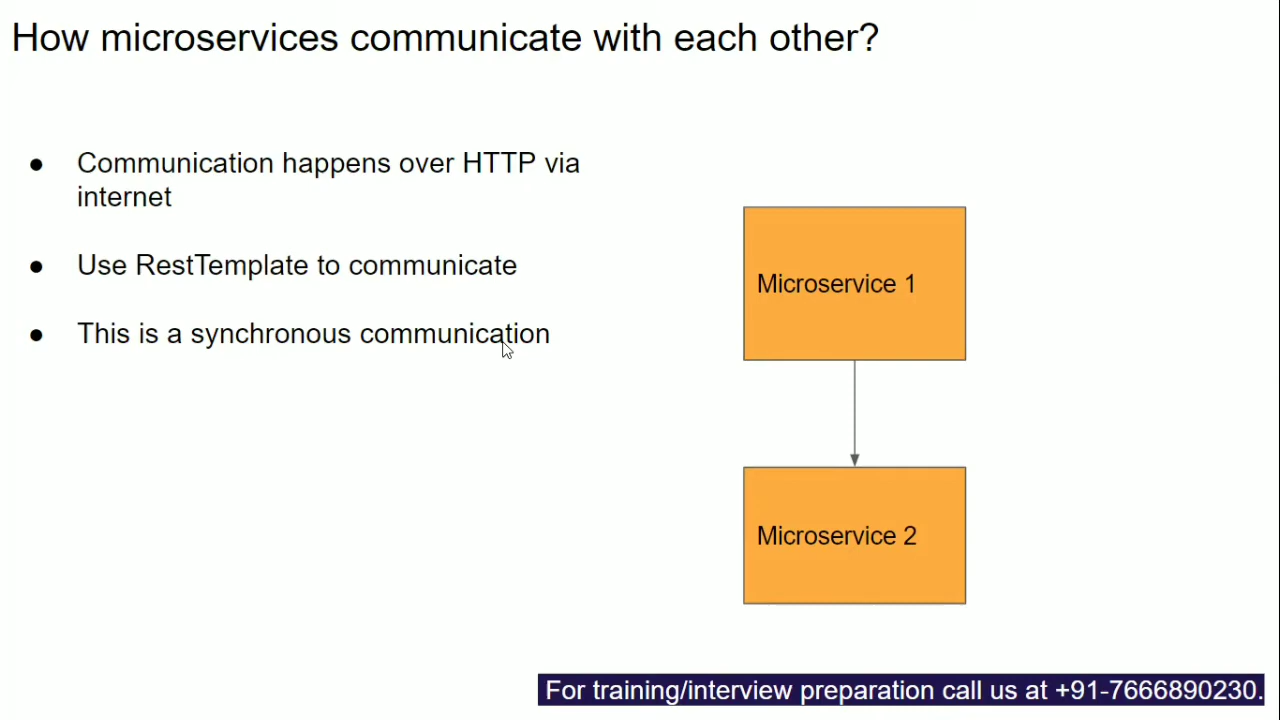 How microservices communicate with each other?
● Communication happens over HTTP via
internet
● Use RestTemplate to communicate
● This is a synchronous communication
Microservice 1
Microservice 2
For training/interview preparation call us at +91-7666890230.